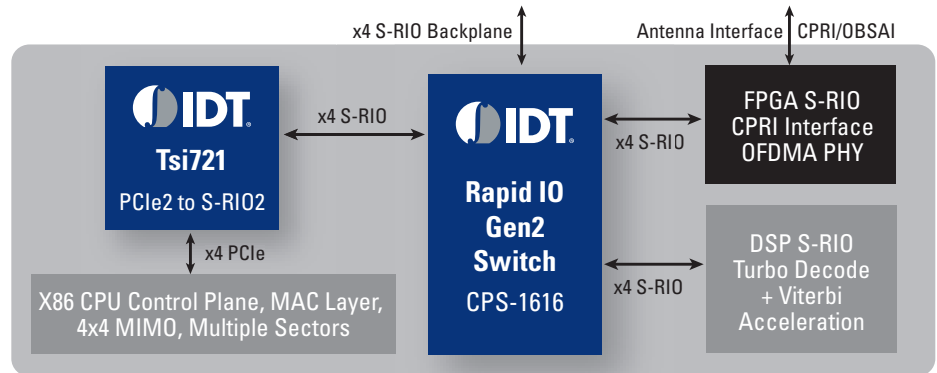 x4 S-RIO Backplane
Antenna Interface
CPRI/OBSAI
IDT.
Tsi721
PCIe2 to S-RIO2
x4 S-RIO
IDT.
Rapid IO
Gen2
Switch
CPS-1616
x4 S-RIO
FPGA S-RIO
CPRI Interface
OFDMA PHY
x4 PCIe
X86 CPU Control Plane, MAC Layer,
4x4 MIMO, Multiple Sectors
x4 S-RIO
DSP S-RIO
Turbo Decode
+ Viterbi
Acceleration